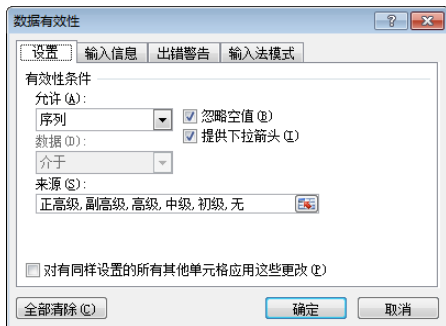 数据有效性
设置 输入信息 出错警告 输入法模式
有效性条件
允许(A):
序列 忽略空值(B)
数据(D): 提供下拉箭头(I)
介于
来源(S):
正高级,副高级,高级,中级,初级,无
对有同样设置的所有其他单元格应用这些更改(P)
全部清除(C) 确定 取消